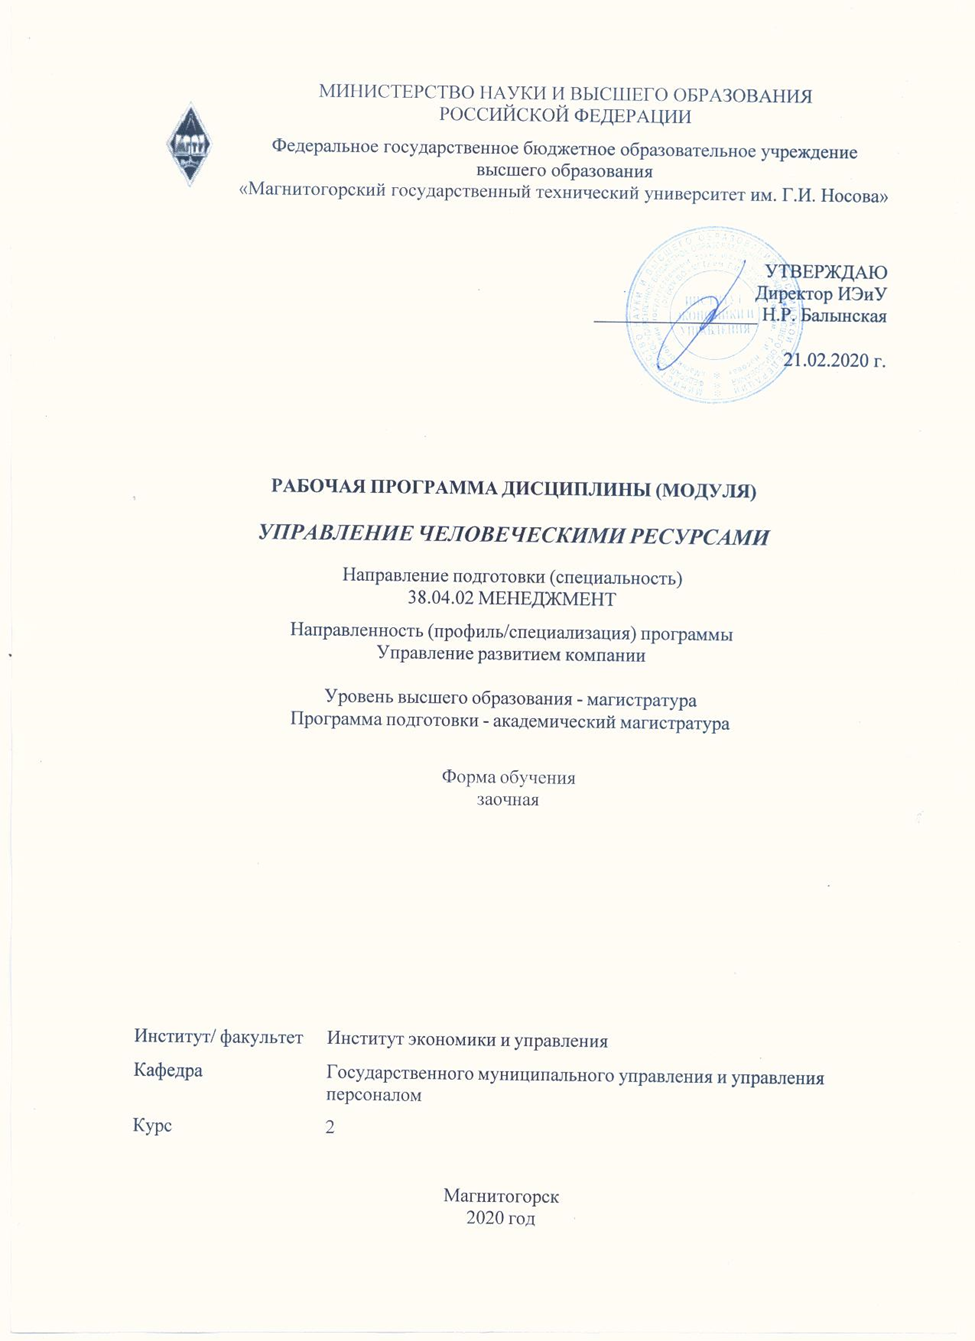 МИНИСТЕРСТВО НАУКИ И ВЫСШЕГО ОБРАЗОВАНИЯ
РОССИЙСКОЙ ФЕДЕРАЦИИ
Федеральное государственное бюджетное образовательное учреждение
высшего образования
«Магнитогорский государственный технический университет им. Г.И. Носова»
УТВЕРЖДАЮ
Директор ИЭиУ
Н.Р. Балынская
21.02.2020 г.
ИНСТИТУТ
ЭКОНОМИКИ И
УПРАВЛЕНИЯ
РАБОЧАЯ ПРОГРАММА ДИСЦИПЛИНЫ (МОДУЛЯ)
УПРАВЛЕНИЕ ЧЕЛОВЕЧЕСКИМИ РЕСУРСАМИ
Направление подготовки (специальность)
38.04.02 МЕНЕДЖМЕНТ
Направленность (профиль/специализация) программы
Управление развитием компании
Уровень высшего образования - магистратура
Программа подготовки - академический магистратура
Форма обучения
заочная
Институт/ факультет Институт экономики и управления
Кафедра Государственного муниципального управления и управления
персоналом
Курс 2
Магнитогорск
2020 год